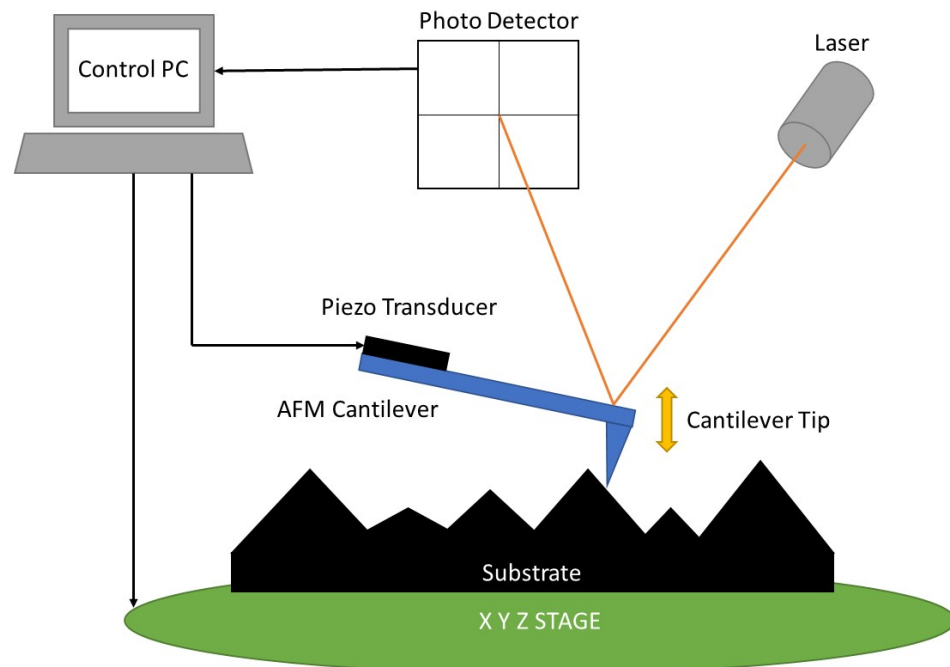 Photo Detector
Laser
Control PC
Piezo Transducer
AFM Cantilever
Cantilever Tip
Substrate
X Y Z STAGE